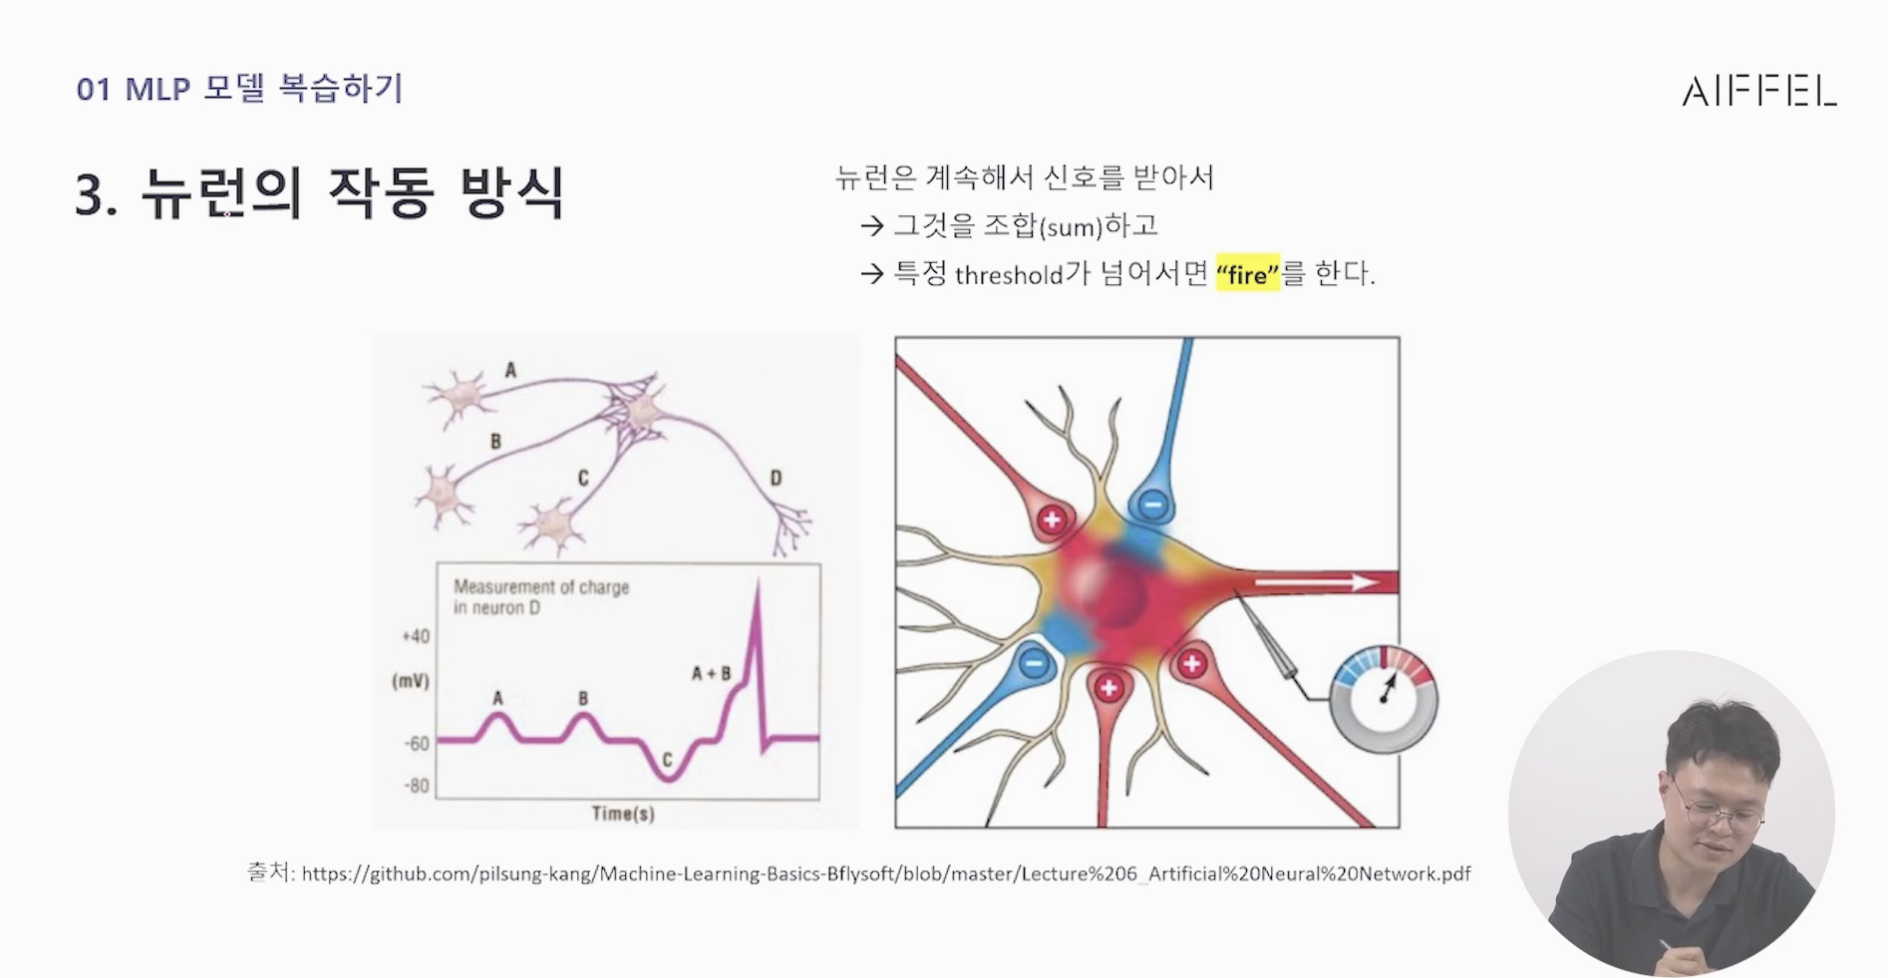 01 MLP 모델 복습하기
AIFFEL
3. 뉴런의 작동 방식
뉴런은 계속해서 신호를 받아서
→ 그것을 조합(sum)하고
→ 특정 threshold가 넘어서면 “fire”를 한다.
A
B
C
D
Measurement of charge
in neuron D
+40
(mV)
-60
-80
A
B
C
A + B
Time(s)
+
−
−
+
+
출처: https://github.com/pilsung-kang/Machine-Learning-Basics-Bflysoft/blob/master/Lecture%206_Artificial%20Neural%20Network.pdf